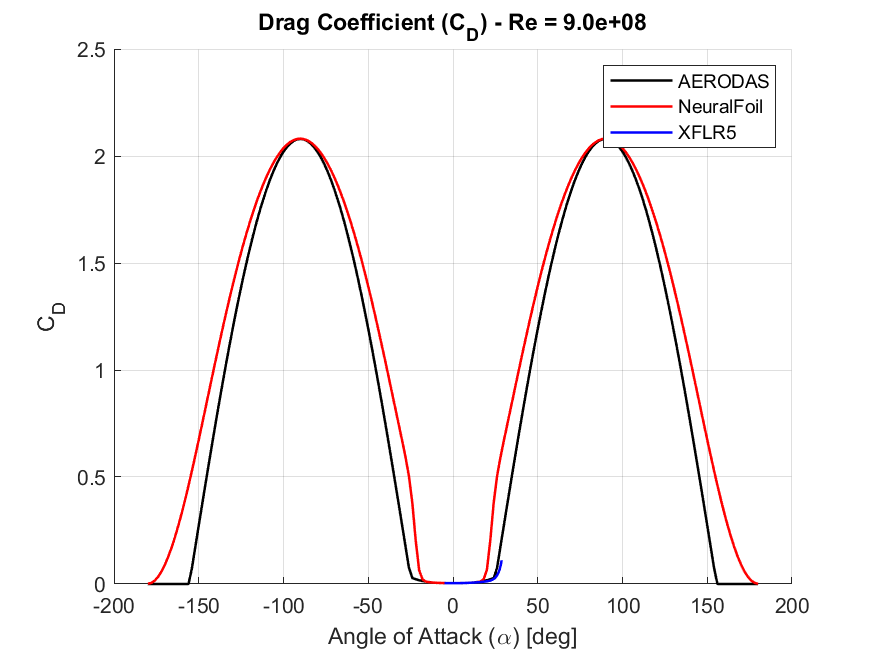 Drag Coefficient (C_D) - Re = 9.0e+08
2.5
2
1.5
1
0.5
0
C_D
AERODAS
NeuralFoil
XFLR5
-200 -150 -100 -50 0 50 100 150 200
Angle of Attack (α) [deg]